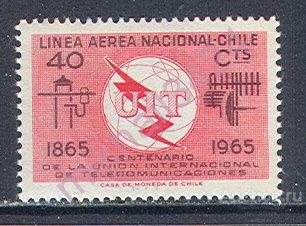 LINEA AEREA NACIONAL-CHILE
40 CTS
UIT
1865 1965
CENTENARIO
DE LA UNION INTERNACIONAL
DE TELECOMUNICACIONES
CASA DE MONEDA DE CHILE